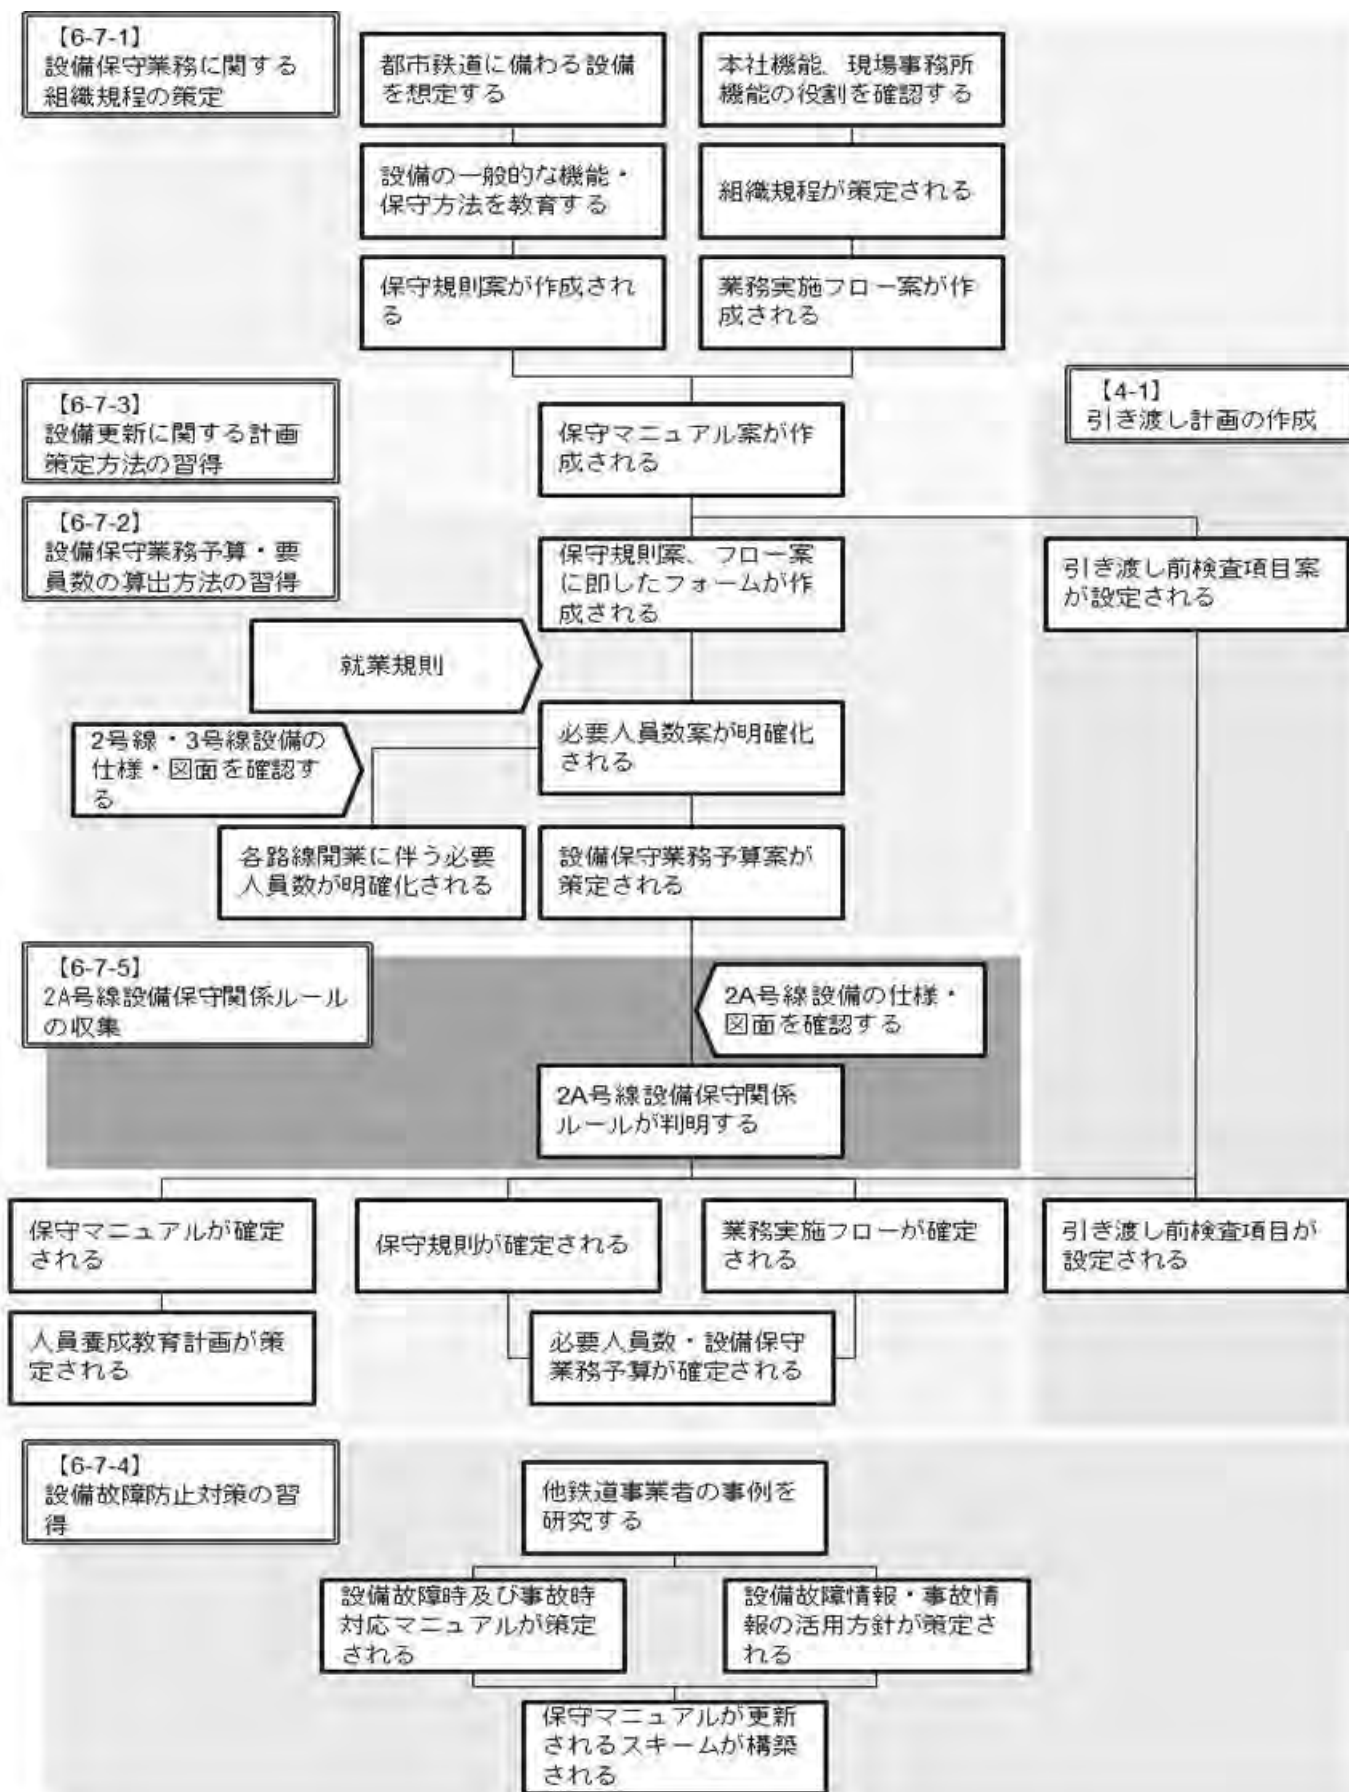 【6-7-1】
設備保守業務に関する
組織規程の策定
都市鉄道に備わる設備
を想定する
本社機能、現場事務所
機能の役割を確認する
設備の一般的な機能・
保守方法を教育する
組織規程が策定される
保守規則案が作成され
る
業務実施フロー案が作
成される
【6-7-3】
設備更新に関する計画
策定方法の習得
保守マニュアル案が作
成される
【4-1】
引き渡し計画の作成
【6-7-2】
設備保守業務予算・要
員数の算出方法の習得
保守規則案、フロー案
に即したフォームが作
成される
引き渡し前検査項目案
が設定される
就業規則
2号線・3号線設備の
仕様・図面を確認す
る
必要人員数案が明確化
される
各路線開業に伴う必要
人員数が明確化される
設備保守業務予算案が
策定される
【6-7-5】
2A号線設備保守関係ルール
の収集
2A号線設備の仕様・
図面を確認する
2A号線設備保守関係
ルールが判明する
保守マニュアルが確定
される
保守規則が確定される
業務実施フローが確定
される
引き渡し前検査項目が
設定される
人員養成教育計画が策
定される
必要人員数・設備保守
業務予算が確定される
【6-7-4】
設備故障防止対策の習
得
他鉄道事業者の事例を
研究する
設備故障時及び事故時
対応マニュアルが策定
される
設備故障情報・事故情
報の活用方針が策定さ
れる
保守マニュアルが更新
されるスキームが構築
される